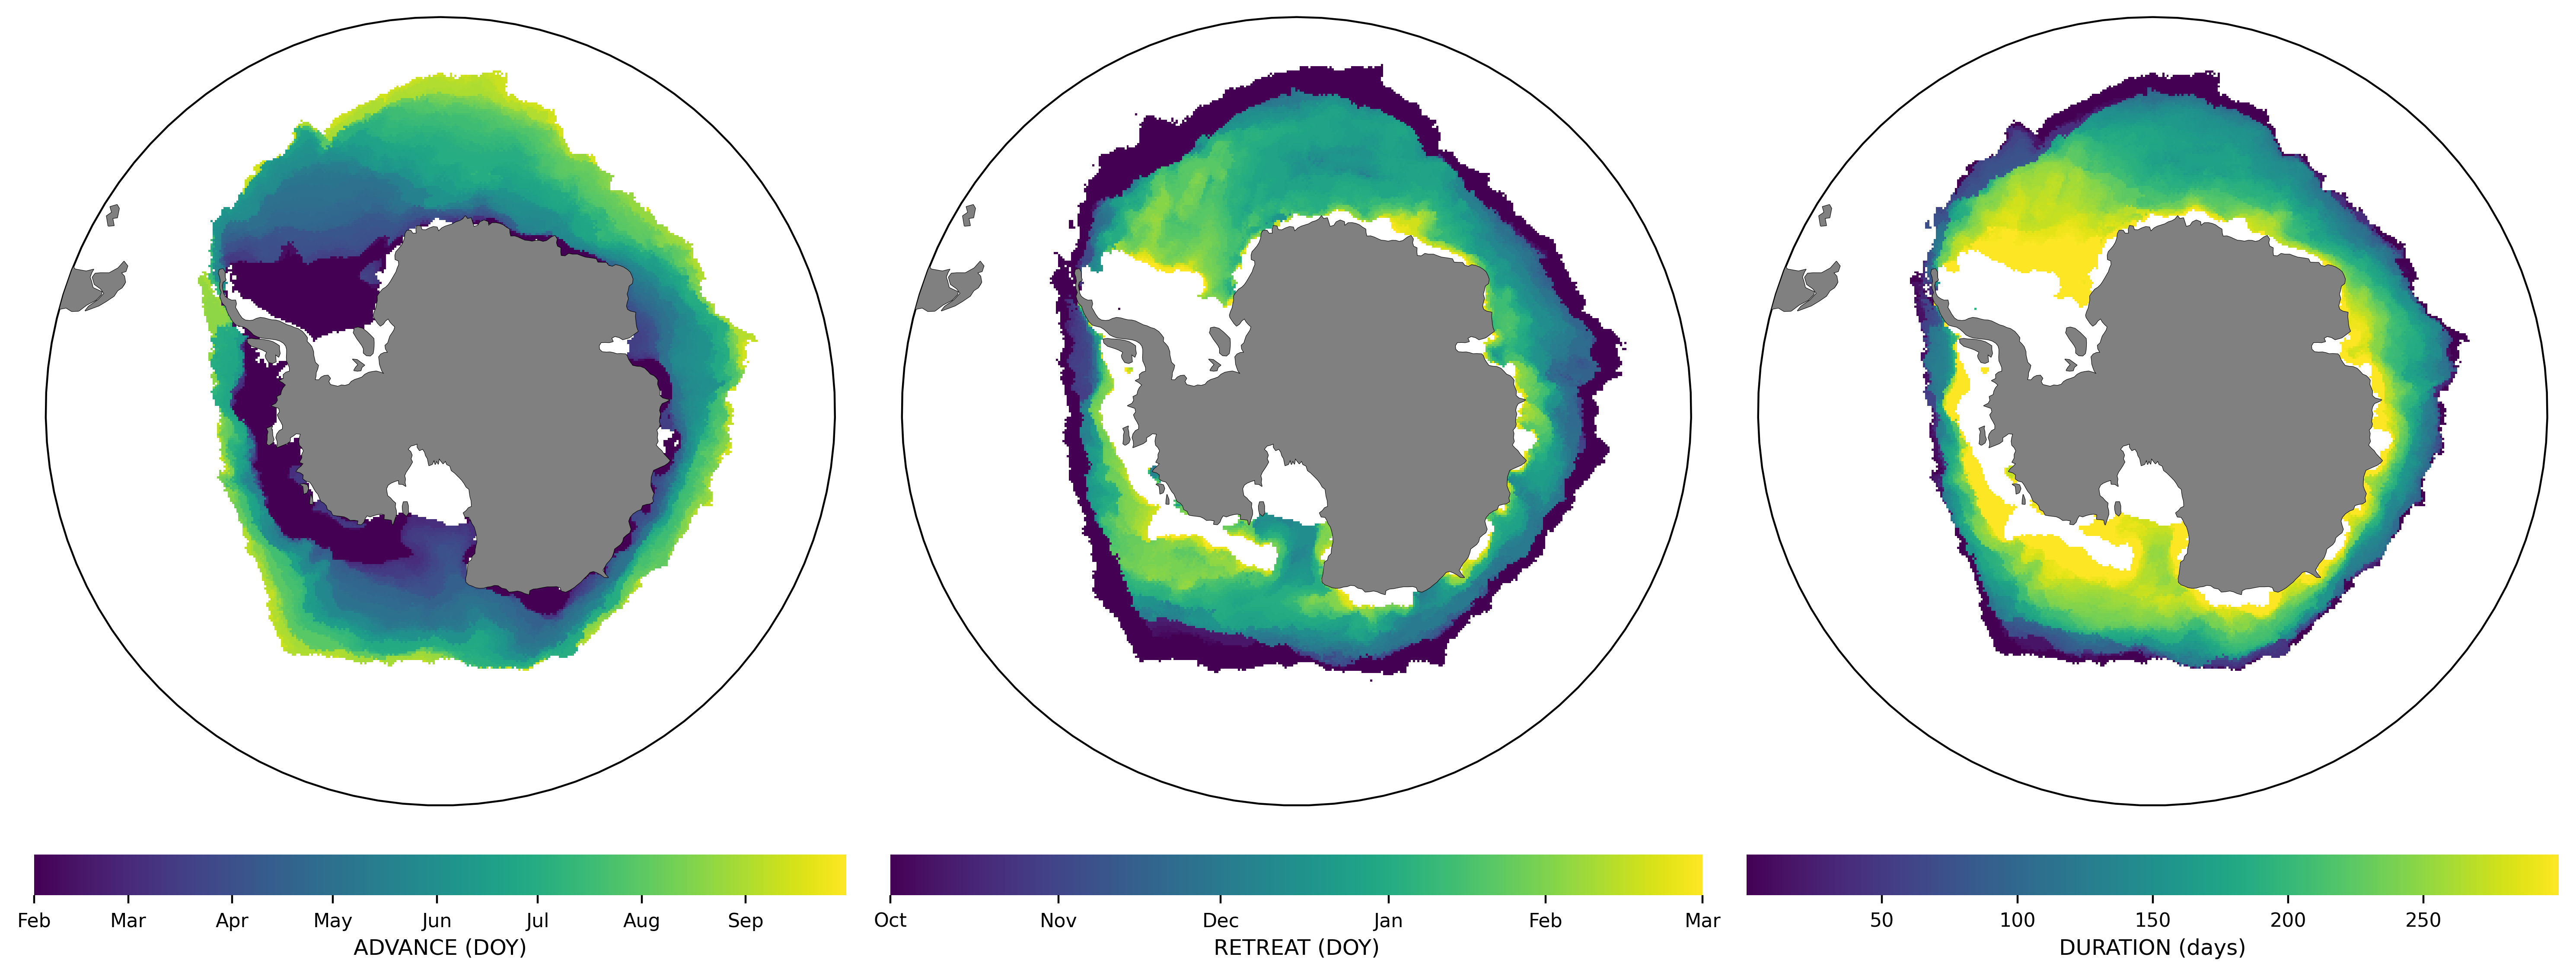 Feb Mar Apr May Jun Jul Aug Sep
ADVANCE (DOY)
Oct Nov Dec Jan Feb Mar
RETREAT (DOY)
50 100 150 200 250
DURATION (days)